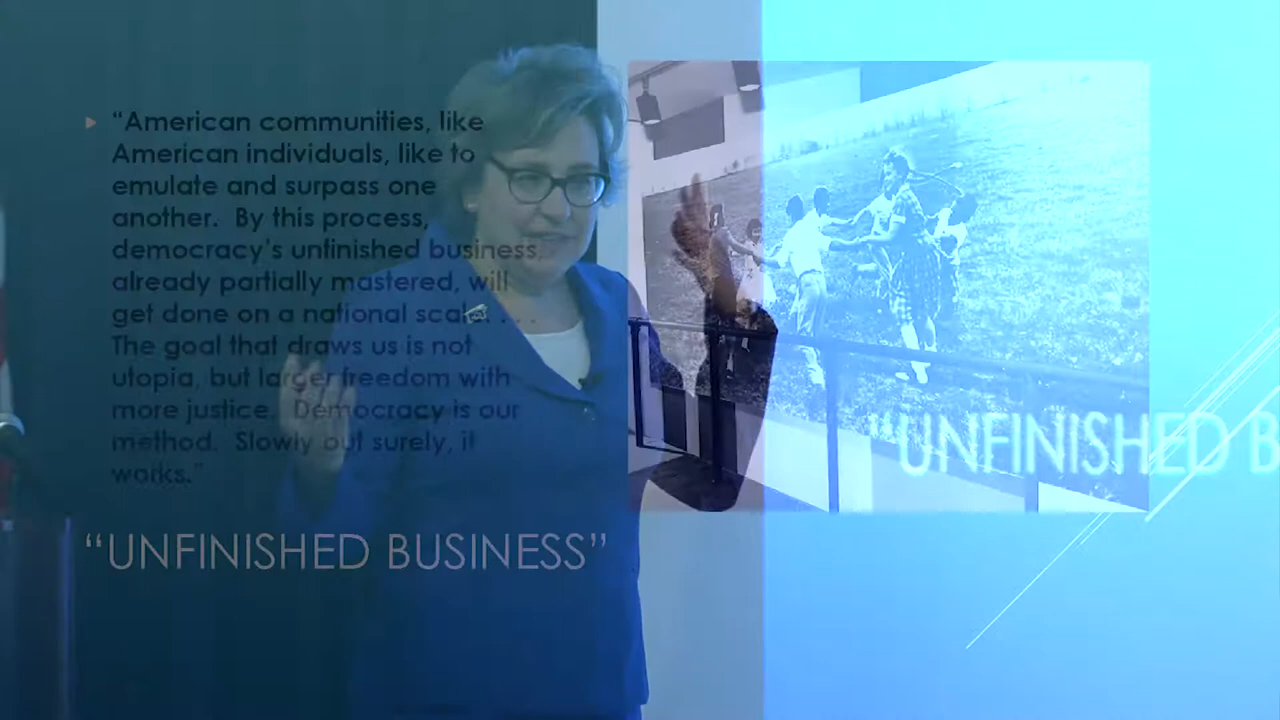 “American communities, like
American individuals, like to
emulate and surpass one
another.  By this process,
democracy’s unfinished business,
already partially mastered, will
get done on a national scale. . . .
The goal that draws us is not
utopia, but larger freedom with
more justice.  Democracy is our
method.  Slowly but surely, it
works.”
“UNFINISHED BUSINESS”
“UNFINISHED B